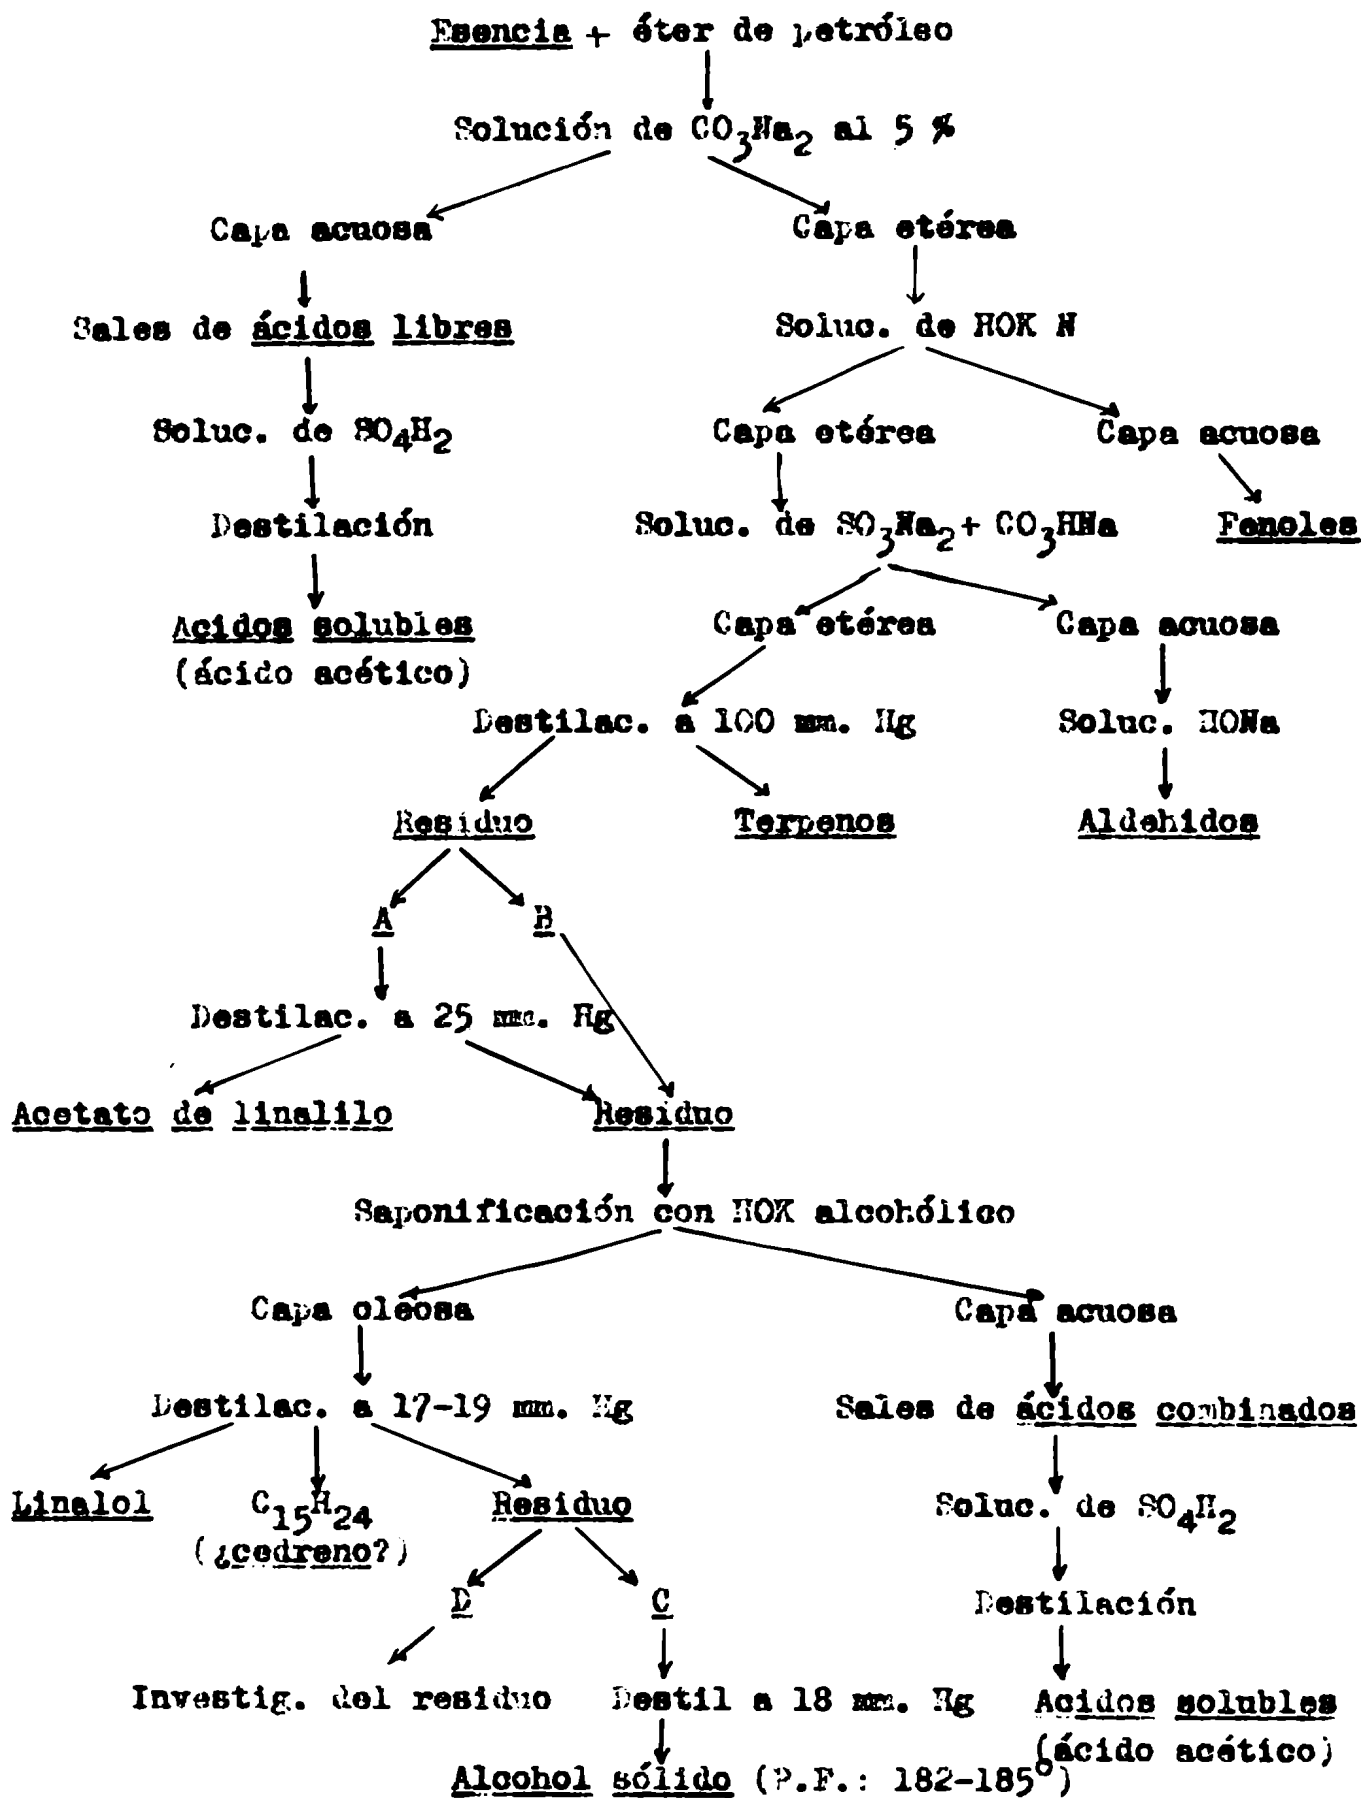 Esencia + éter de petróleo
Solución de CO3Na2 al 5 %
Capa acuosa
Capa etérea
Sales de ácidos libres
Soluc. de HOK N
Soluc. de SO4H2
Capa etérea
Capa acuosa
Destilación
Soluc. de SO3Na2 + CO3HNa
Fenoles
Acidos solubles
(ácido acético)
Capa etérea
Capa acuosa
Destilac. a 100 mm. Hg
Soluc. HONa
Residuo
Terpenos
Aldehidos
A
B
Destilac. a 25 mm. Hg
Acetato de linalilo
Residuo
Saponificación con HOK alcohólico
Capa oleosa
Capa acuosa
Destilac. a 17-19 mm. Hg
Sales de ácidos combinados
Linalol
C15H24
(¿cedreno?)
Residuo
Soluc. de SO4H2
D
C
Destilación
Investig. del residuo
Destil a 18 mm. Hg
Acidos solubles
(ácido acético)
Alcohol sólido (P.F.: 182-185º)